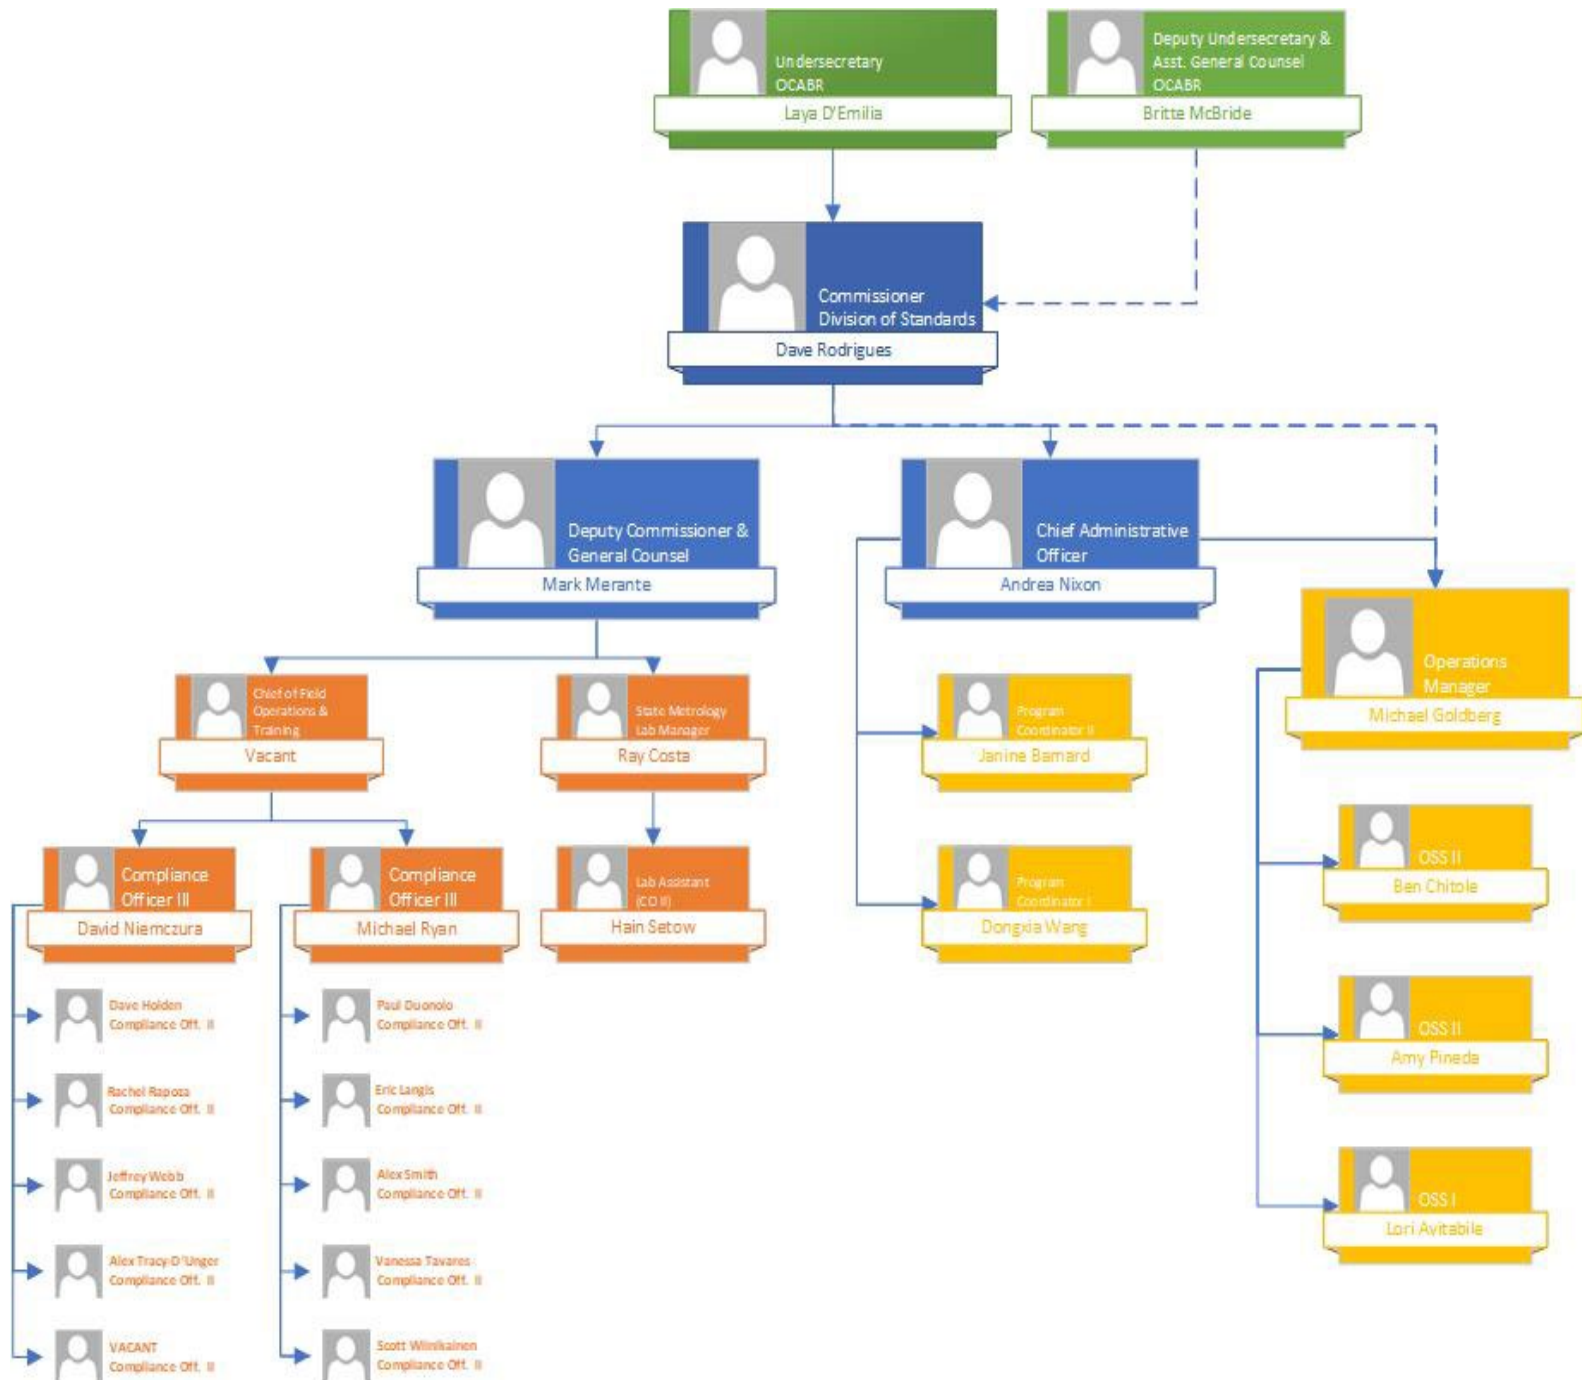 Undersecretary
OCABR
Laya D'Emilia
Deputy Undersecretary &
Asst. General Counsel
OCABR
Britte McBride
Commissioner
Division of Standards
Dave Rodrigues
Deputy Commissioner &
General Counsel
Mark Merante
Chief Administrative
Officer
Andrea Nixon
Operations
Manager
Michael Goldberg
Chief of Field
Operations &
Training
Vacant
State Metrology
Lab Manager
Ray Costa
Program
Coordinator II
Janine Barnard
Compliance
Officer III
David Niemczura
Compliance
Officer III
Michael Ryan
Lab Assistant
(CO II)
Hain Setow
Program
Coordinator I
Dongxia Wang
OSS II
Ben Chitole
OSS II
Amy Pineda
OSS I
Lori Avitabile
Dave Holden
Compliance Off. II
Rachel Rapoza
Compliance Off. II
Jeffrey Webb
Compliance Off. II
Alex Tracy-D'Unger
Compliance Off. II
VACANT
Compliance Off. II
Paul Duonolo
Compliance Off. II
Eric Langis
Compliance Off. II
Alex Smith
Compliance Off. II
Vanessa Tavares
Compliance Off. II
Scott Wiinikainen
Compliance Off. II